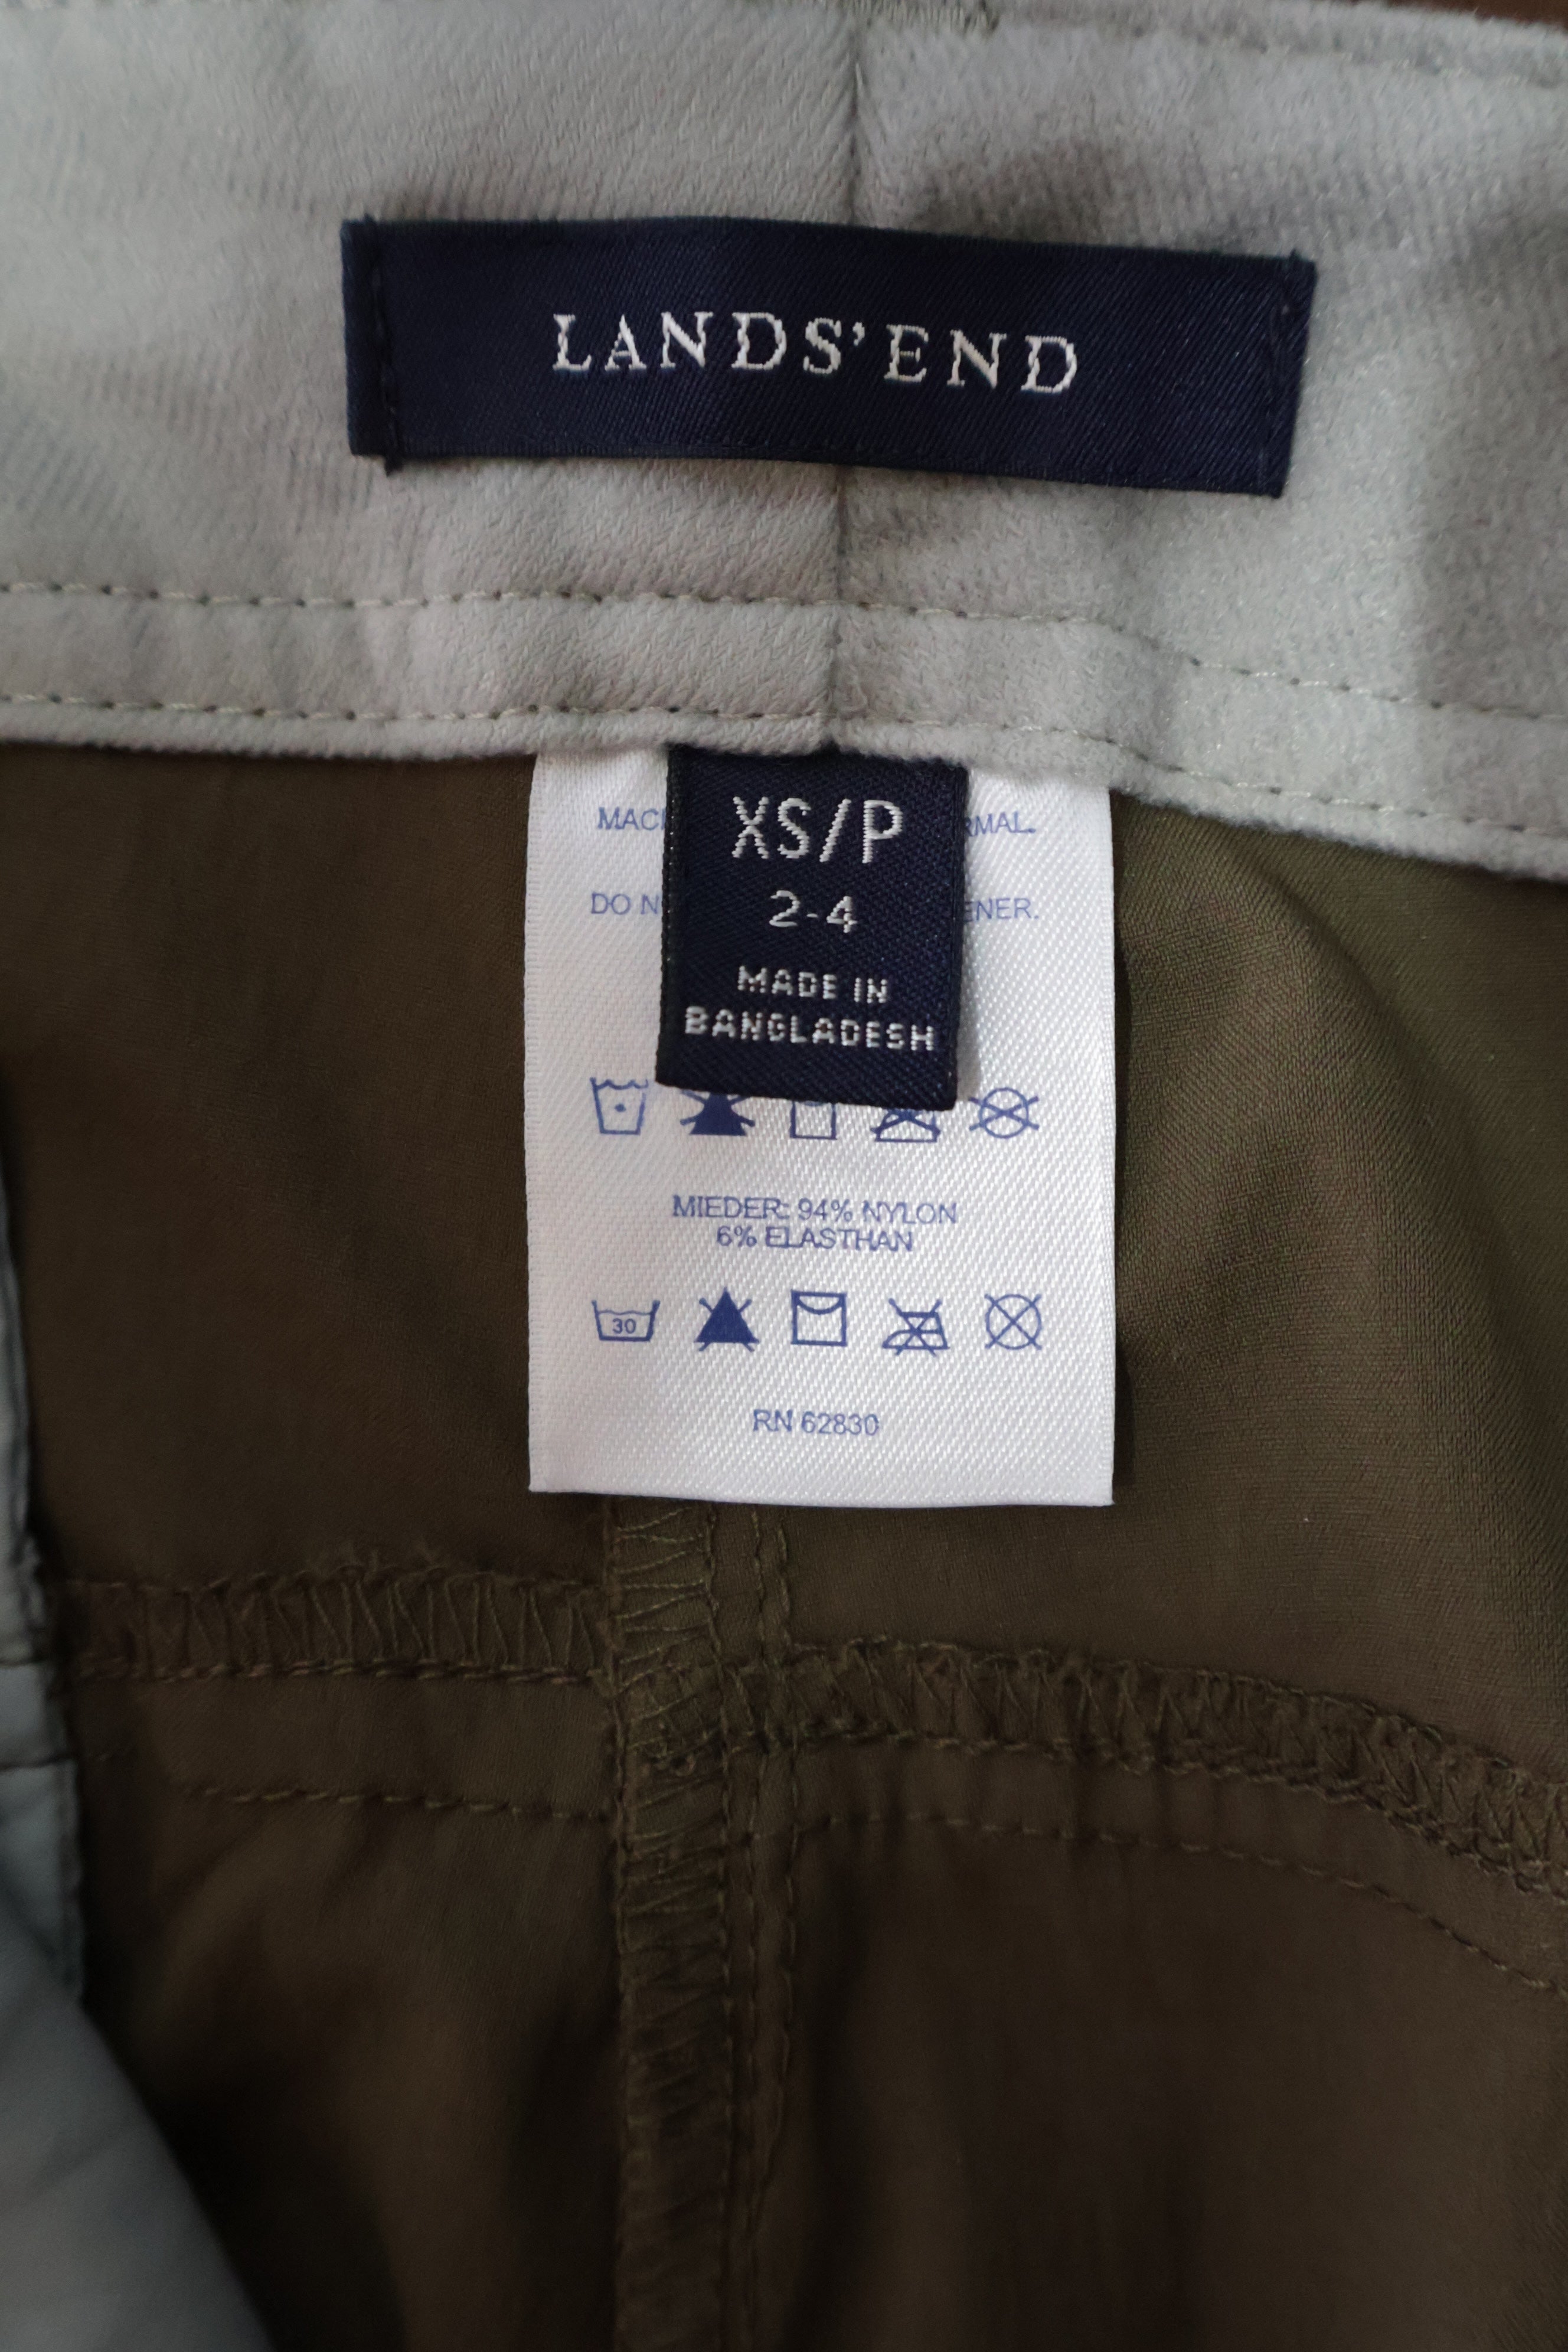 LANDS' END
XS/P
2-4
MADE IN
BANGLADESH
MIEDER: 94% NYLON
6% ELASTHAN
30
RN 62830